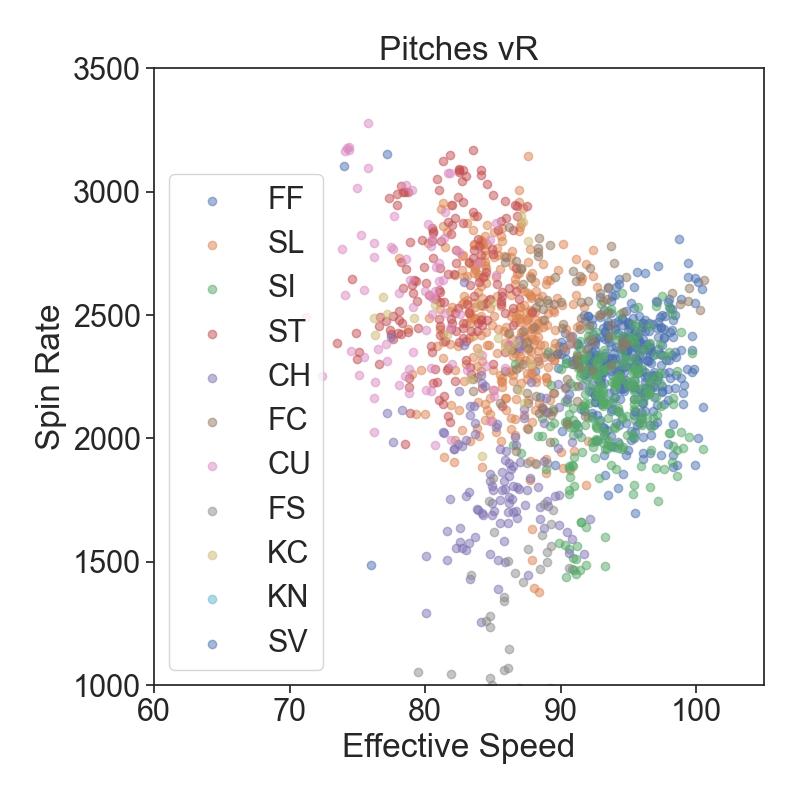 Pitches vR
3500
3000
2500
2000
1500
1000
Spin Rate
FF
SL
SI
ST
CH
FC
CU
FS
KC
KN
SV
60 70 80 90 100
Effective Speed